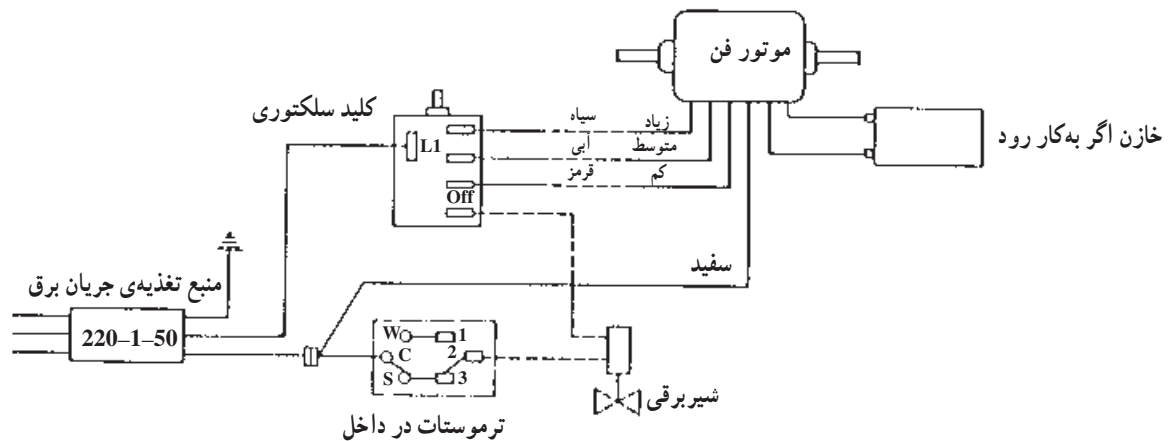 موتور فن
کلید سلکتوری
L1
سیاه
زیاد
آبی
متوسط
قرمز
کم
Off
خازن اگر به‌کار رود
سفید
منبع تغذیه‌ی جریان برق
220–1–50
W
1
C
2
S
3
شیربرقی
ترموستات در داخل